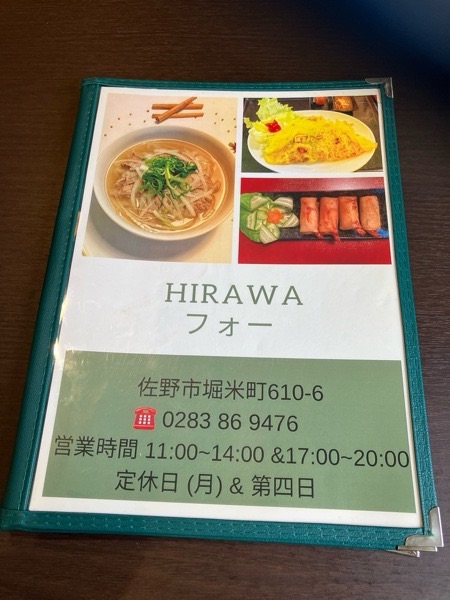 HIRAWA
フォー
佐野市堀米町610-6
☎ 0283 86 9476
営業時間 11:00~14:00 &17:00~20:00
定休日 (月) & 第四日